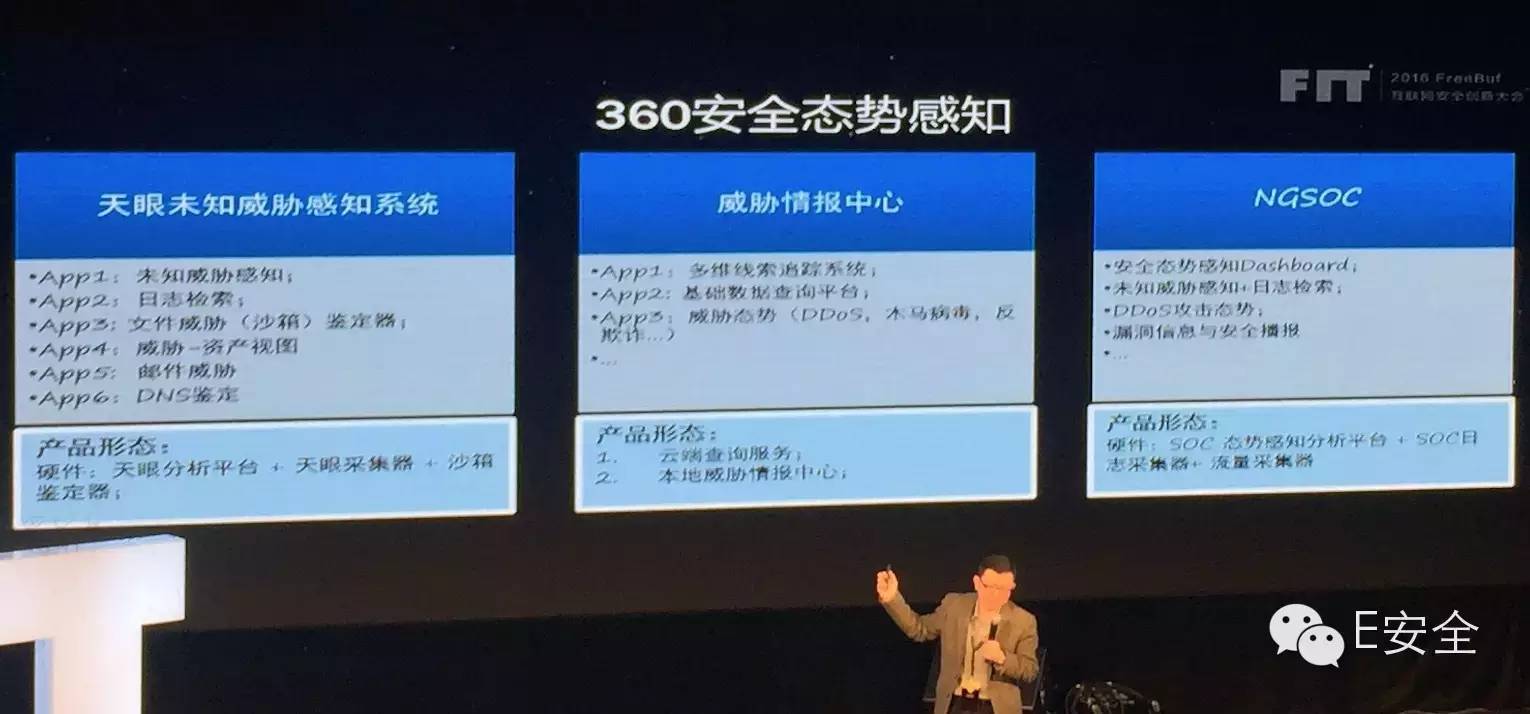 FIT
2016 FreeBuf
互联网安全创新大会
360安全态势感知
天眼未知威胁感知系统
•App1：未知威胁感知；
•App2：日志检索；
•App3：文件威胁（沙箱）鉴定器；
•App4：威胁-资产视图
•App5：邮件威胁
•App6：DNS鉴定
产品形态：
硬件：天眼分析平台 + 天眼采集器 + 沙箱
鉴定器；
威胁情报中心
•App1：多维线索追踪系统；
•App2：基础数据查询平台；
•App3：威胁态势（DDoS，木马病毒，反
欺诈...）
•...
产品形态：
1. 云端查询服务；
2. 本地威胁情报中心；
NGSOC
•安全态势感知Dashboard；
•未知威胁感知+日志检索；
•DDoS攻击态势；
•漏洞信息与安全播报
•...
产品形态：
硬件：SOC 态势感知分析平台 + SOC日
志采集器+ 流量采集器
E安全